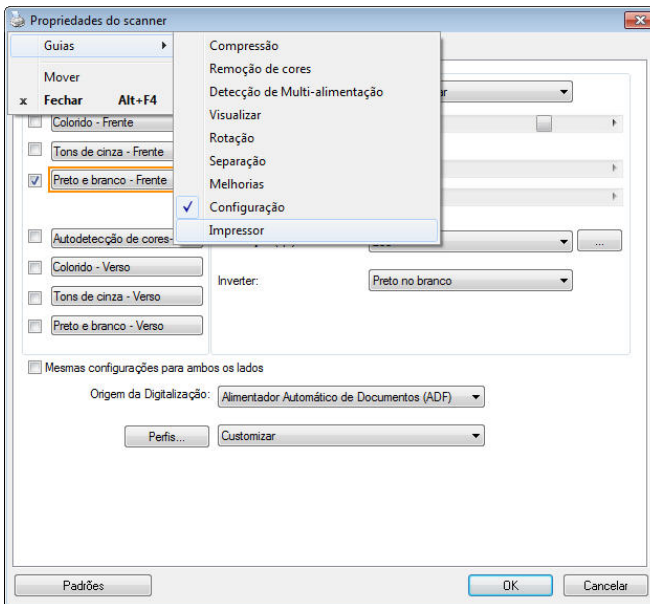 Propriedades do scanner
Guias
Mover
x Fechar Alt+F4
Compressão
Remoção de cores
Detecção de Multi-alimentação
Visualizar
Rotação
Separação
Melhorias
Configuração
Impressor
Colorido - Frente
Tons de cinza - Frente
Preto e branco - Frente
Autodetecção de cores-
Colorido - Verso
Tons de cinza - Verso
Preto e branco - Verso
Inverter: Preto no branco
...
Mesmas configurações para ambos os lados
Origem da Digitalização: Alimentador Automático de Documentos (ADF)
Perfis... Customizar
Padrões OK Cancelar